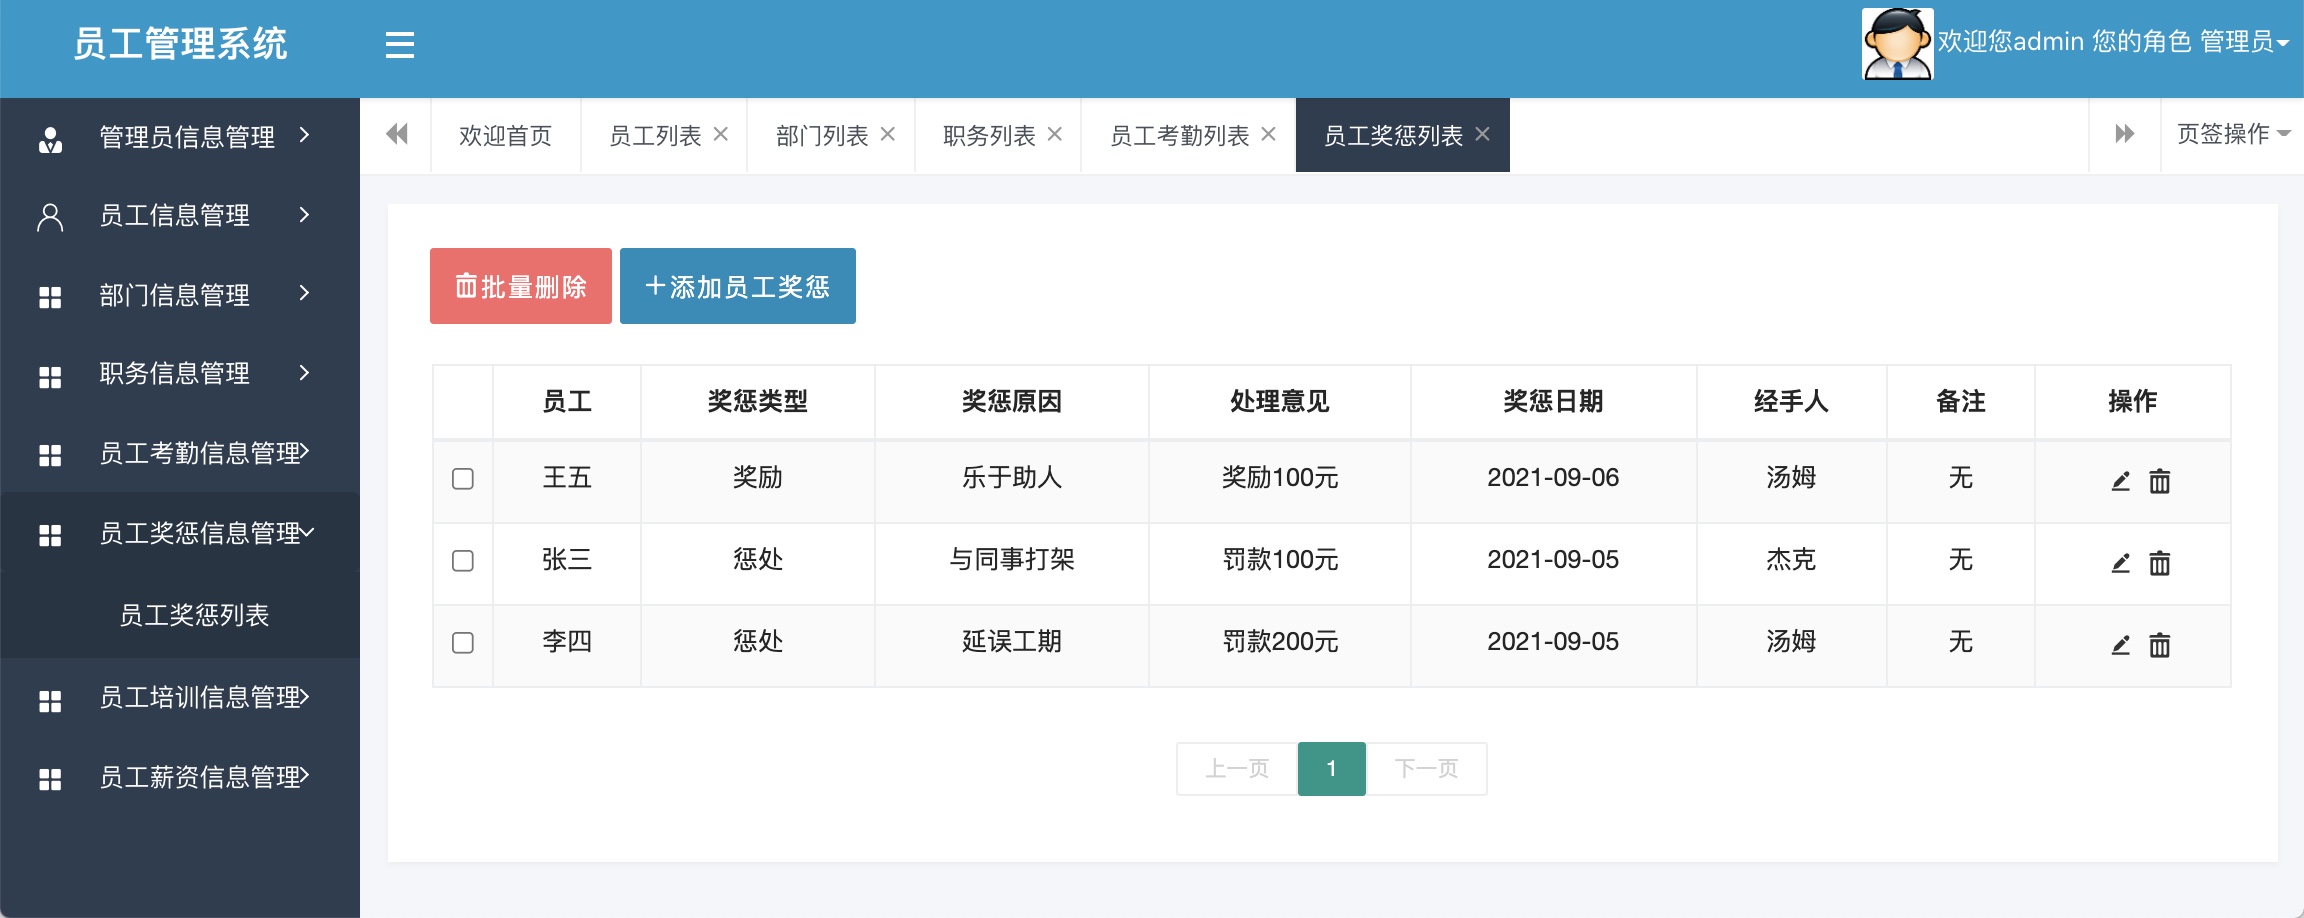 员工管理系统
欢迎您admin 您的角色 管理员
管理员信息管理
员工信息管理
部门信息管理
职务信息管理
员工考勤信息管理
员工奖惩信息管理
员工奖惩列表
员工培训信息管理
员工薪资信息管理
欢迎首页 员工列表 部门列表 职务列表 员工考勤列表 员工奖惩列表 页签操作
批量删除 添加员工奖惩
员工 奖惩类型 奖惩原因 处理意见 奖惩日期 经手人 备注 操作
王五 奖励 乐于助人 奖励100元 2021-09-06 汤姆 无
张三 惩处 与同事打架 罚款100元 2021-09-05 杰克 无
李四 惩处 延误工期 罚款200元 2021-09-05 汤姆 无
上一页 1 下一页